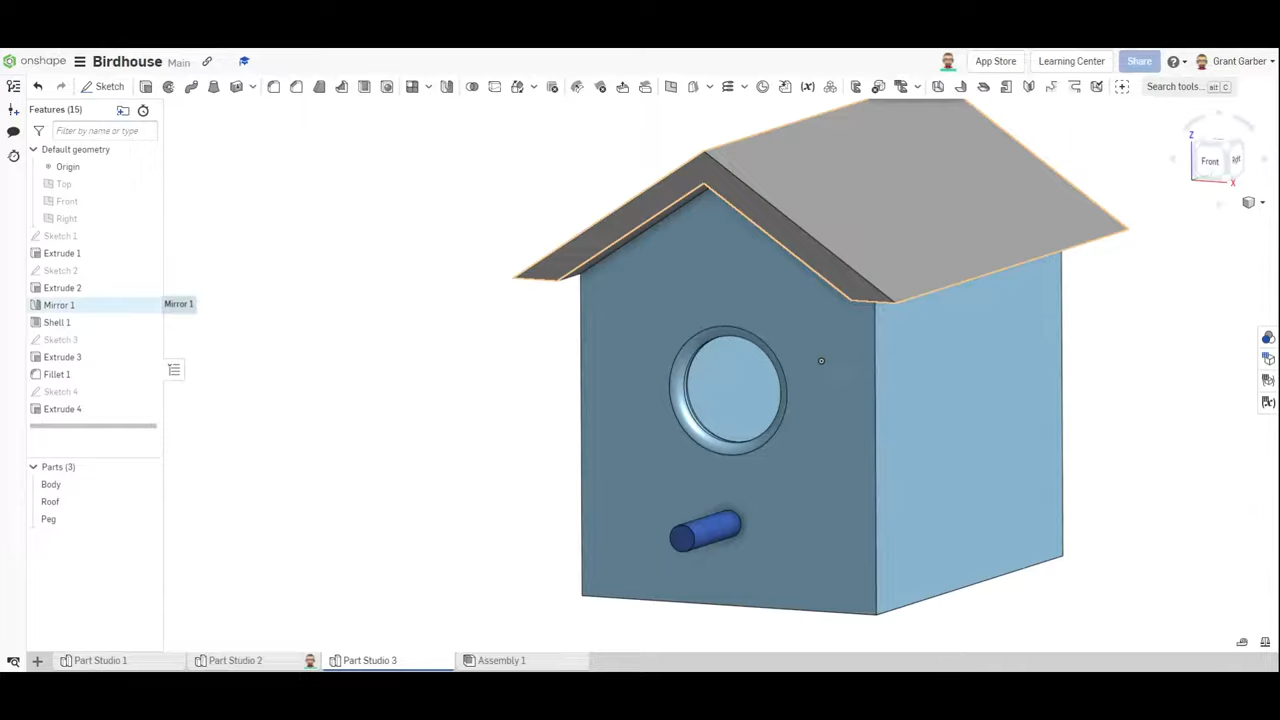 onshape Birdhouse Main App Store Learning Center Share Grant Garber
Sketch Search tools... alt C
Features (15)
Filter by name or type
Default geometry
Origin
Top
Front
Right
Sketch 1
Extrude 1
Sketch 2
Extrude 2
Mirror 1 Mirror 1
Shell 1
Sketch 3
Extrude 3
Fillet 1
Sketch 4
Extrude 4
Parts (3)
Body
Roof
Peg
Z
Front
X
Part Studio 1 Part Studio 2 Part Studio 3 Assembly 1